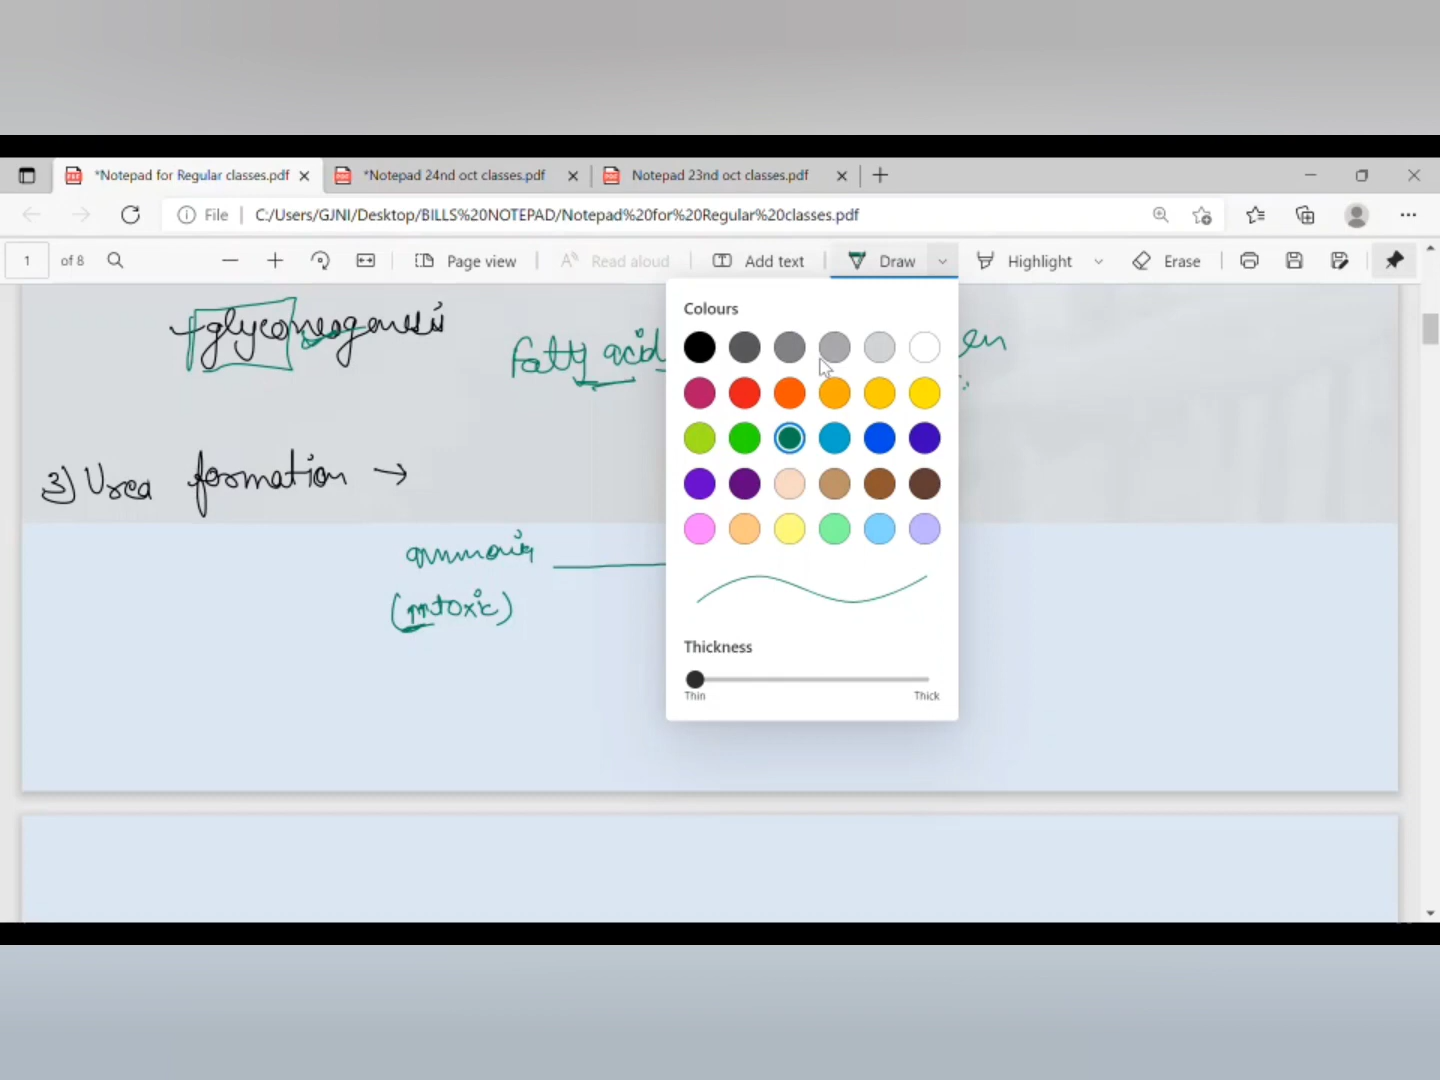 *Notepad for Regular classes.pdf
*Notepad 24nd oct classes.pdf
Notepad 23nd oct classes.pdf
File
C:/Users/GJNI/Desktop/BILLS%20NOTEPAD/Notepad%20for%20Regular%20classes.pdf
1 of 8
Page view
Read aloud
Add text
Draw
Highlight
Erase
Colours
glyconeogenesis
Fatty acid
en
3) Urea formation →
ammonia
toxic)
Thickness
Thin
Thick